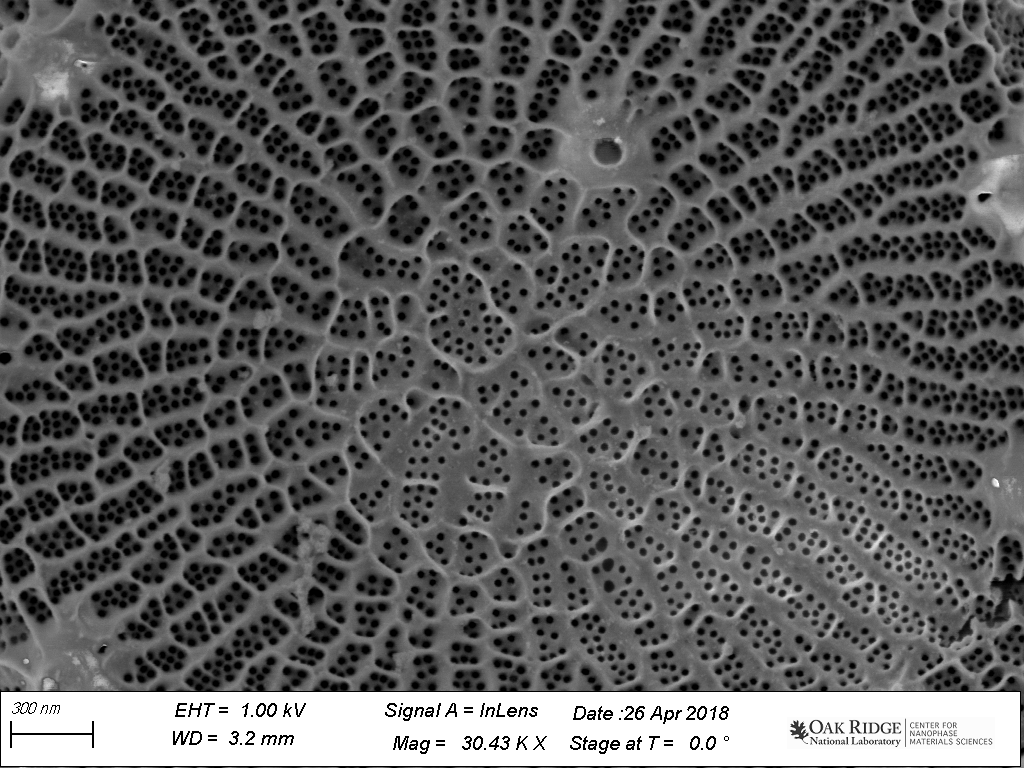 300 nm
EHT = 1.00 kV
Signal A = InLens
Date :26 Apr 2018
WD = 3.2 mm
Mag = 30.43 K X
Stage at T = 0.0 °
OAK RIDGE
National Laboratory
CENTER FOR
NANOPHASE
MATERIALS SCIENCES